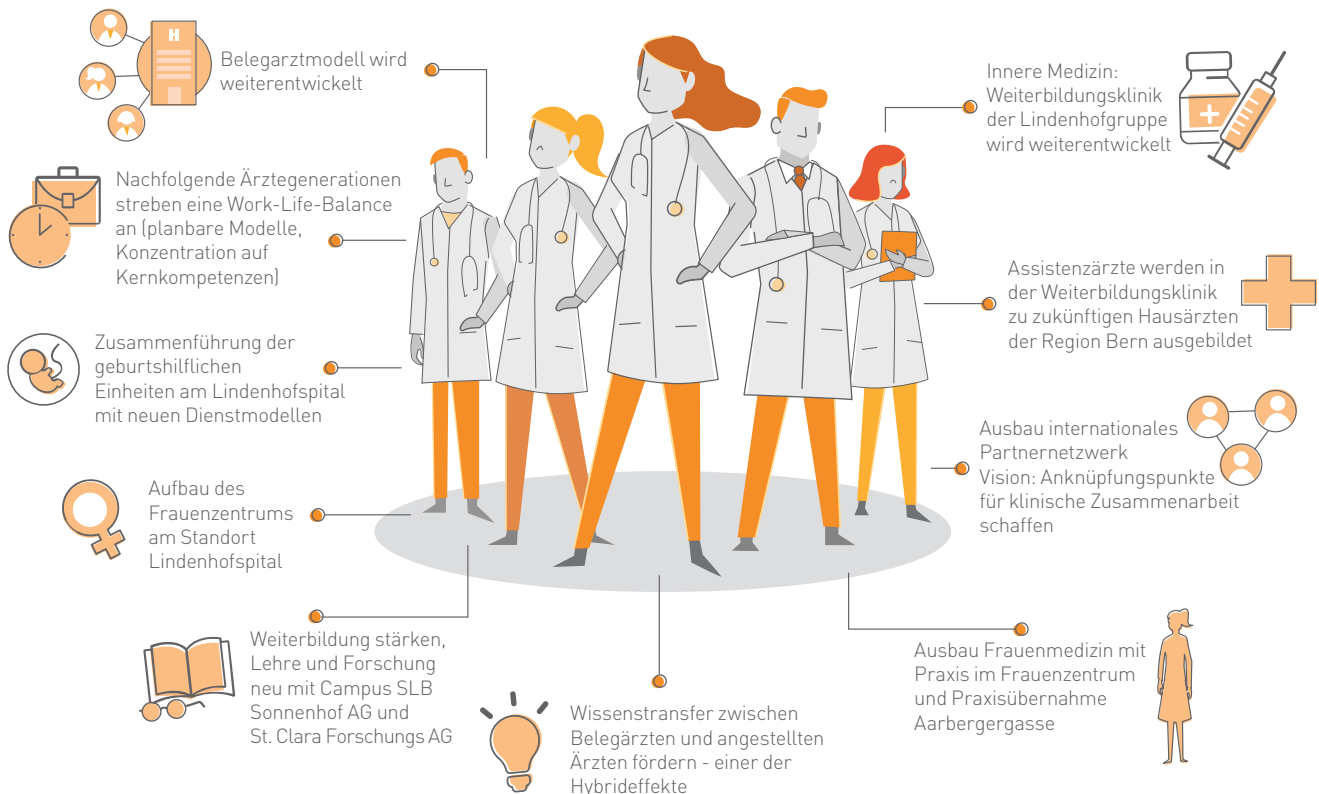 H
Belegarztmodell wird
weiterentwickelt
Nachfolgende Ärztegenerationen
streben eine Work-Life-Balance
an (planbare Modelle,
Konzentration auf
Kernkompetenzen)
Zusammenführung der
geburtshilflichen
Einheiten am Lindenhofspital
mit neuen Dienstmodellen
Aufbau des
Frauenzentrums
am Standort
Lindenhofspital
Weiterbildung stärken,
Lehre und Forschung
neu mit Campus SLB
Sonnenhof AG und
St. Clara Forschungs AG
Wissenstransfer zwischen
Belegärzten und angestellten
Ärzten fördern - einer der
Hybrideffekte
Innere Medizin:
Weiterbildungsklinik
der Lindenhofgruppe
wird weiterentwickelt
Assistenzärzte werden in
der Weiterbildungsklinik
zu zukünftigen Hausärzten
der Region Bern ausgebildet
Ausbau internationales
Partnernetzwerk
Vision: Anknüpfungspunkte
für klinische Zusammenarbeit
schaffen
Ausbau Frauenmedizin mit
Praxis im Frauenzentrum
und Praxisübernahme
Aarbergergasse